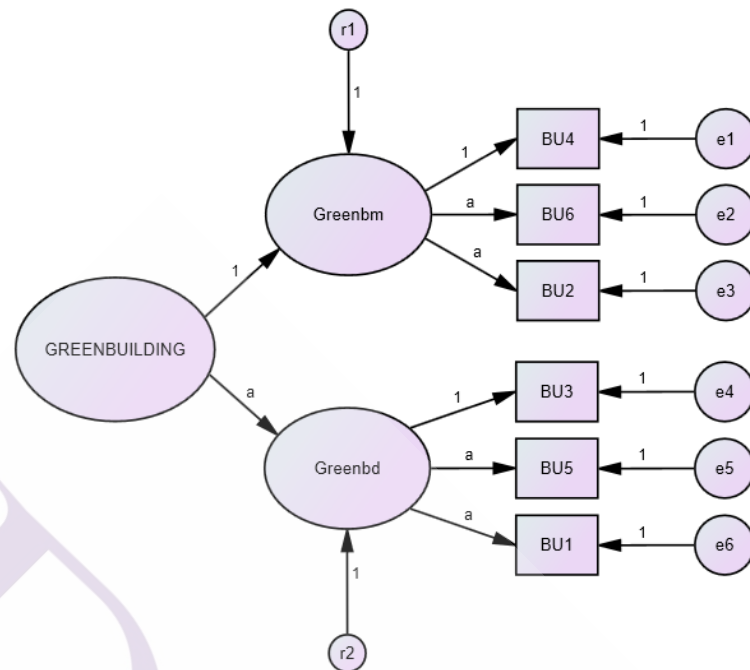 r1
1
1
BU4
1
e1
Greenbm
a
BU6
1
e2
a
BU2
1
e3
1
GREENBUILDING
a
1
BU3
1
e4
Greenbd
a
BU5
1
e5
a
BU1
1
e6
1
r2